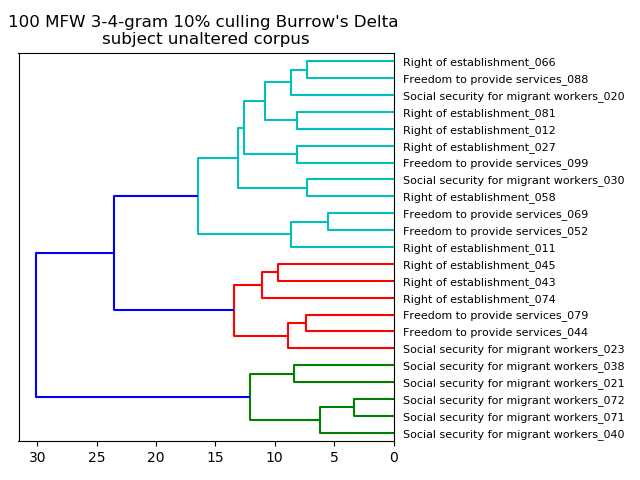 100 MFW 3-4-gram 10% culling Burrow's Delta
subject unaltered corpus
Right of establishment_066
Freedom to provide services_088
Social security for migrant workers_020
Right of establishment_081
Right of establishment_012
Right of establishment_027
Freedom to provide services_099
Social security for migrant workers_030
Right of establishment_058
Freedom to provide services_069
Freedom to provide services_052
Right of establishment_011
Right of establishment_045
Right of establishment_043
Right of establishment_074
Freedom to provide services_079
Freedom to provide services_044
Social security for migrant workers_023
Social security for migrant workers_038
Social security for migrant workers_021
Social security for migrant workers_072
Social security for migrant workers_071
Social security for migrant workers_040
30 25 20 15 10 5 0